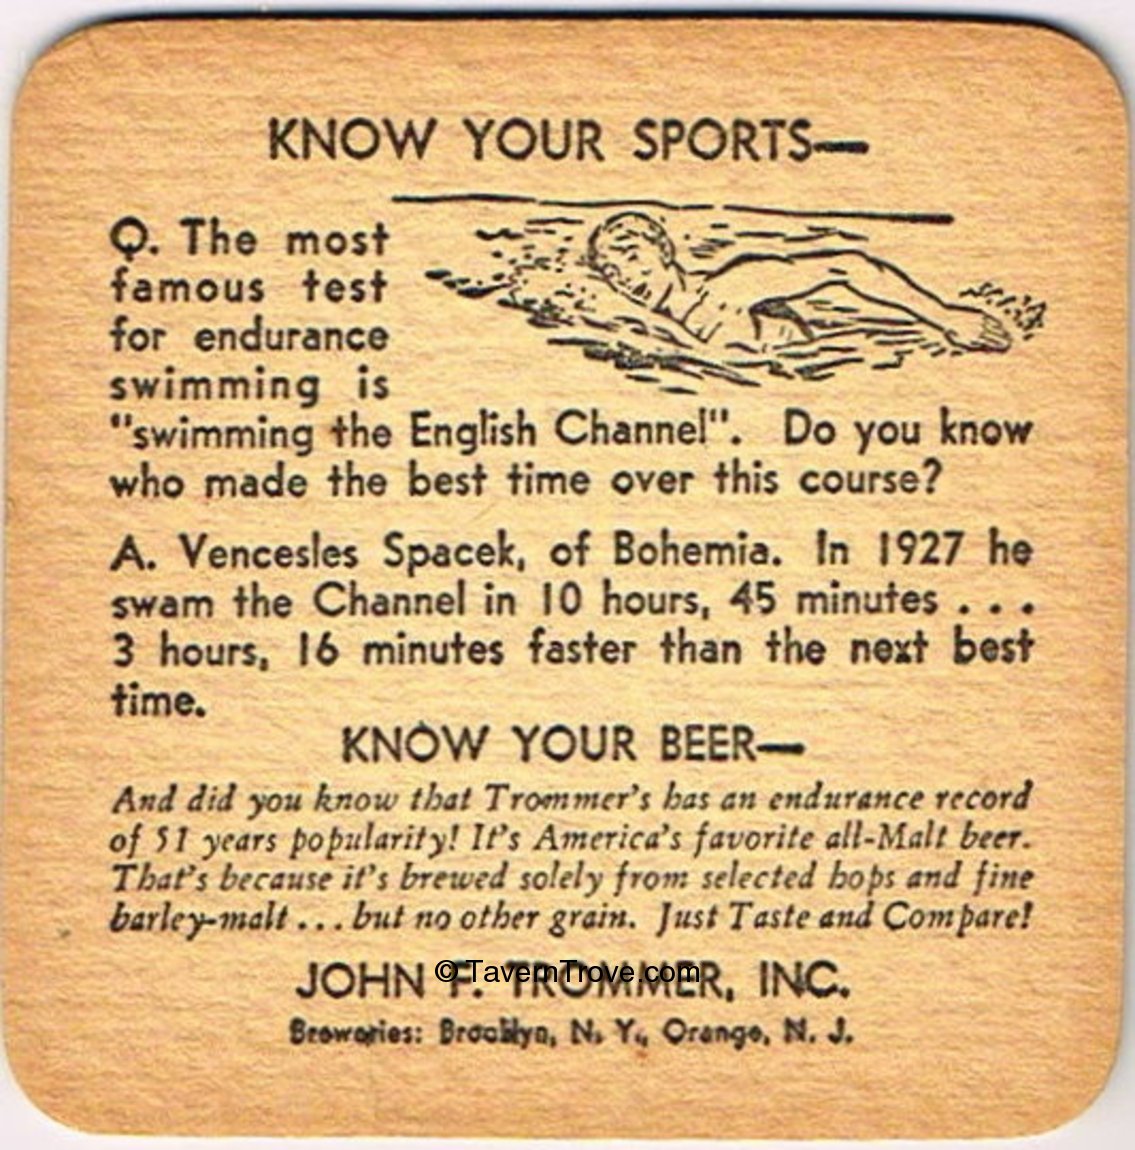 KNOW YOUR SPORTS—
Q. The most
famous test
for endurance
swimming is
"swimming the English Channel". Do you know
who made the best time over this course?
A. Vencesles Spacek, of Bohemia. In 1927 he
swam the Channel in 10 hours, 45 minutes . . .
3 hours, 16 minutes faster than the next best
time.
KNOW YOUR BEER—
And did you know that Trommer's has an endurance record
of 51 years popularity! It's America's favorite all-Malt beer.
That's because it's brewed solely from selected hops and fine
barley-malt . . . but no other grain. Just Taste and Compare!
JOHN F. TROMMER, INC.
© TavernTrove.com
Breweries: Brooklyn, N. Y., Orange, N. J.